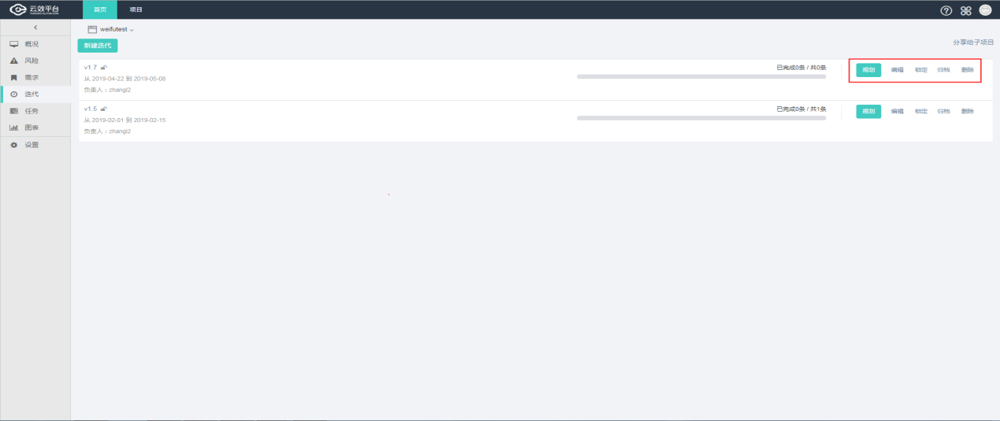 云效平台 首页 项目
weifutest
新建迭代 分享给子项目
概况
风险
需求
迭代
任务
图表
设置
v1.7 已完成0条 / 共0条 规划 编辑 锁定 归档 删除
从 2019-04-22 到 2019-05-08
负责人：zhangl2
v1.5 已完成0条 / 共1条 规划 编辑 锁定 归档 删除
从 2019-02-01 到 2019-02-15
负责人：zhangl2